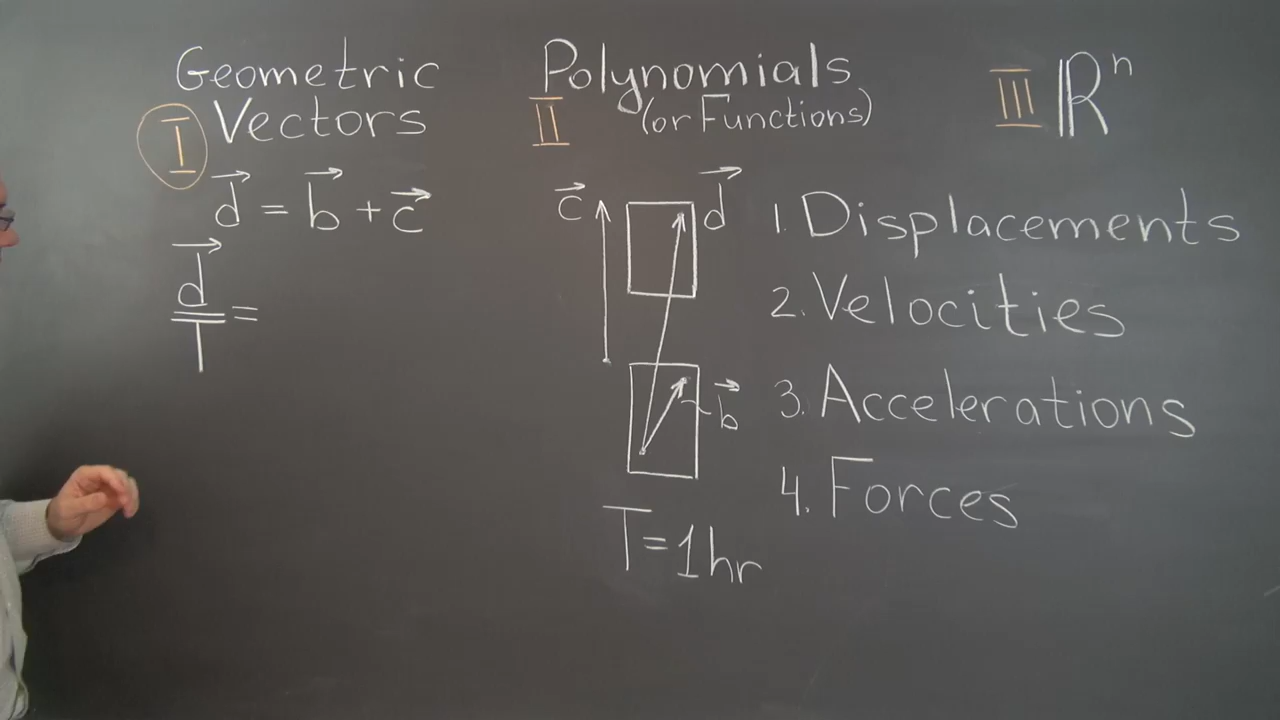 Geometric
Vectors
I
Polynomials
(or Functions)
II
III ℝⁿ
d⃗ = b⃗ + c⃗
d⃗/T =
c⃗
d⃗
b⃗
T=1hr
1. Displacements
2. Velocities
3. Accelerations
4. Forces